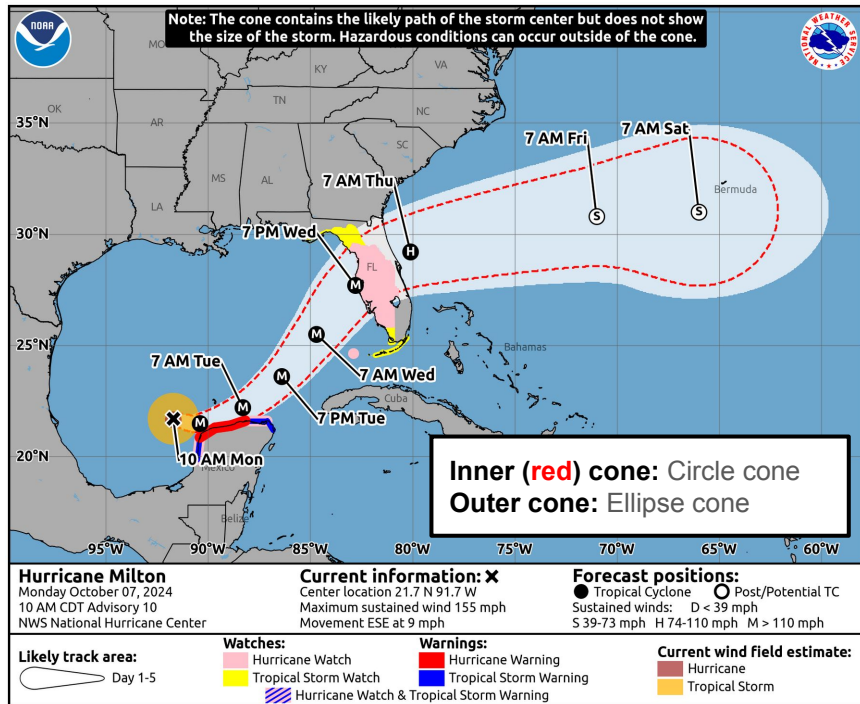 Note: The cone contains the likely path of the storm center but does not show
the size of the storm. Hazardous conditions can occur outside of the cone.
NOAA
NATIONAL WEATHER SERVICE
MO
KY
VA
OK
TN
NC
AR
SC
MS
AL
LA
FL
35°N
30°N
25°N
20°N
7 AM Fri
7 AM Sat
7 AM Thu
7 PM Wed
7 AM Wed
7 AM Tue
7 PM Tue
10 AM Mon
S
S
H
M
M
M
M
M
Bermuda
Bahamas
Cuba
Mexico
Belize
Inner (red) cone: Circle cone
Outer cone: Ellipse cone
95°W
90°W
85°W
80°W
75°W
70°W
65°W
60°W
Hurricane Milton
Monday October 07, 2024
10 AM CDT Advisory 10
NWS National Hurricane Center
Current information: ✖
Center location 21.7 N 91.7 W
Maximum sustained wind 155 mph
Movement ESE at 9 mph
Forecast positions:
Tropical Cyclone
Post/Potential TC
Sustained winds: D < 39 mph
S 39-73 mph H 74-110 mph M > 110 mph
Likely track area:
Day 1-5
Watches:
Hurricane Watch
Tropical Storm Watch
Warnings:
Hurricane Warning
Tropical Storm Warning
Hurricane Watch & Tropical Storm Warning
Current wind field estimate:
Hurricane
Tropical Storm